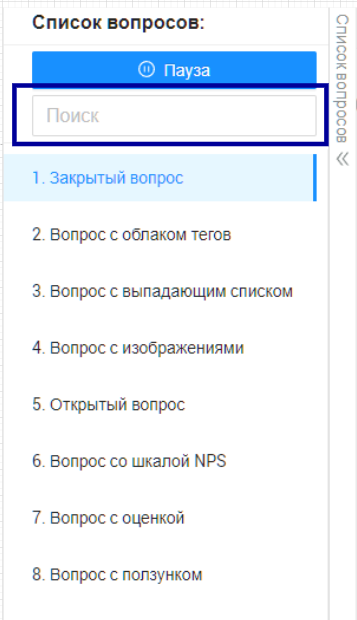 Список вопросов:
Пауза
Поиск
1. Закрытый вопрос
2. Вопрос с облаком тегов
3. Вопрос с выпадающим списком
4. Вопрос с изображениями
5. Открытый вопрос
6. Вопрос со шкалой NPS
7. Вопрос с оценкой
8. Вопрос с ползунком
Список вопросов